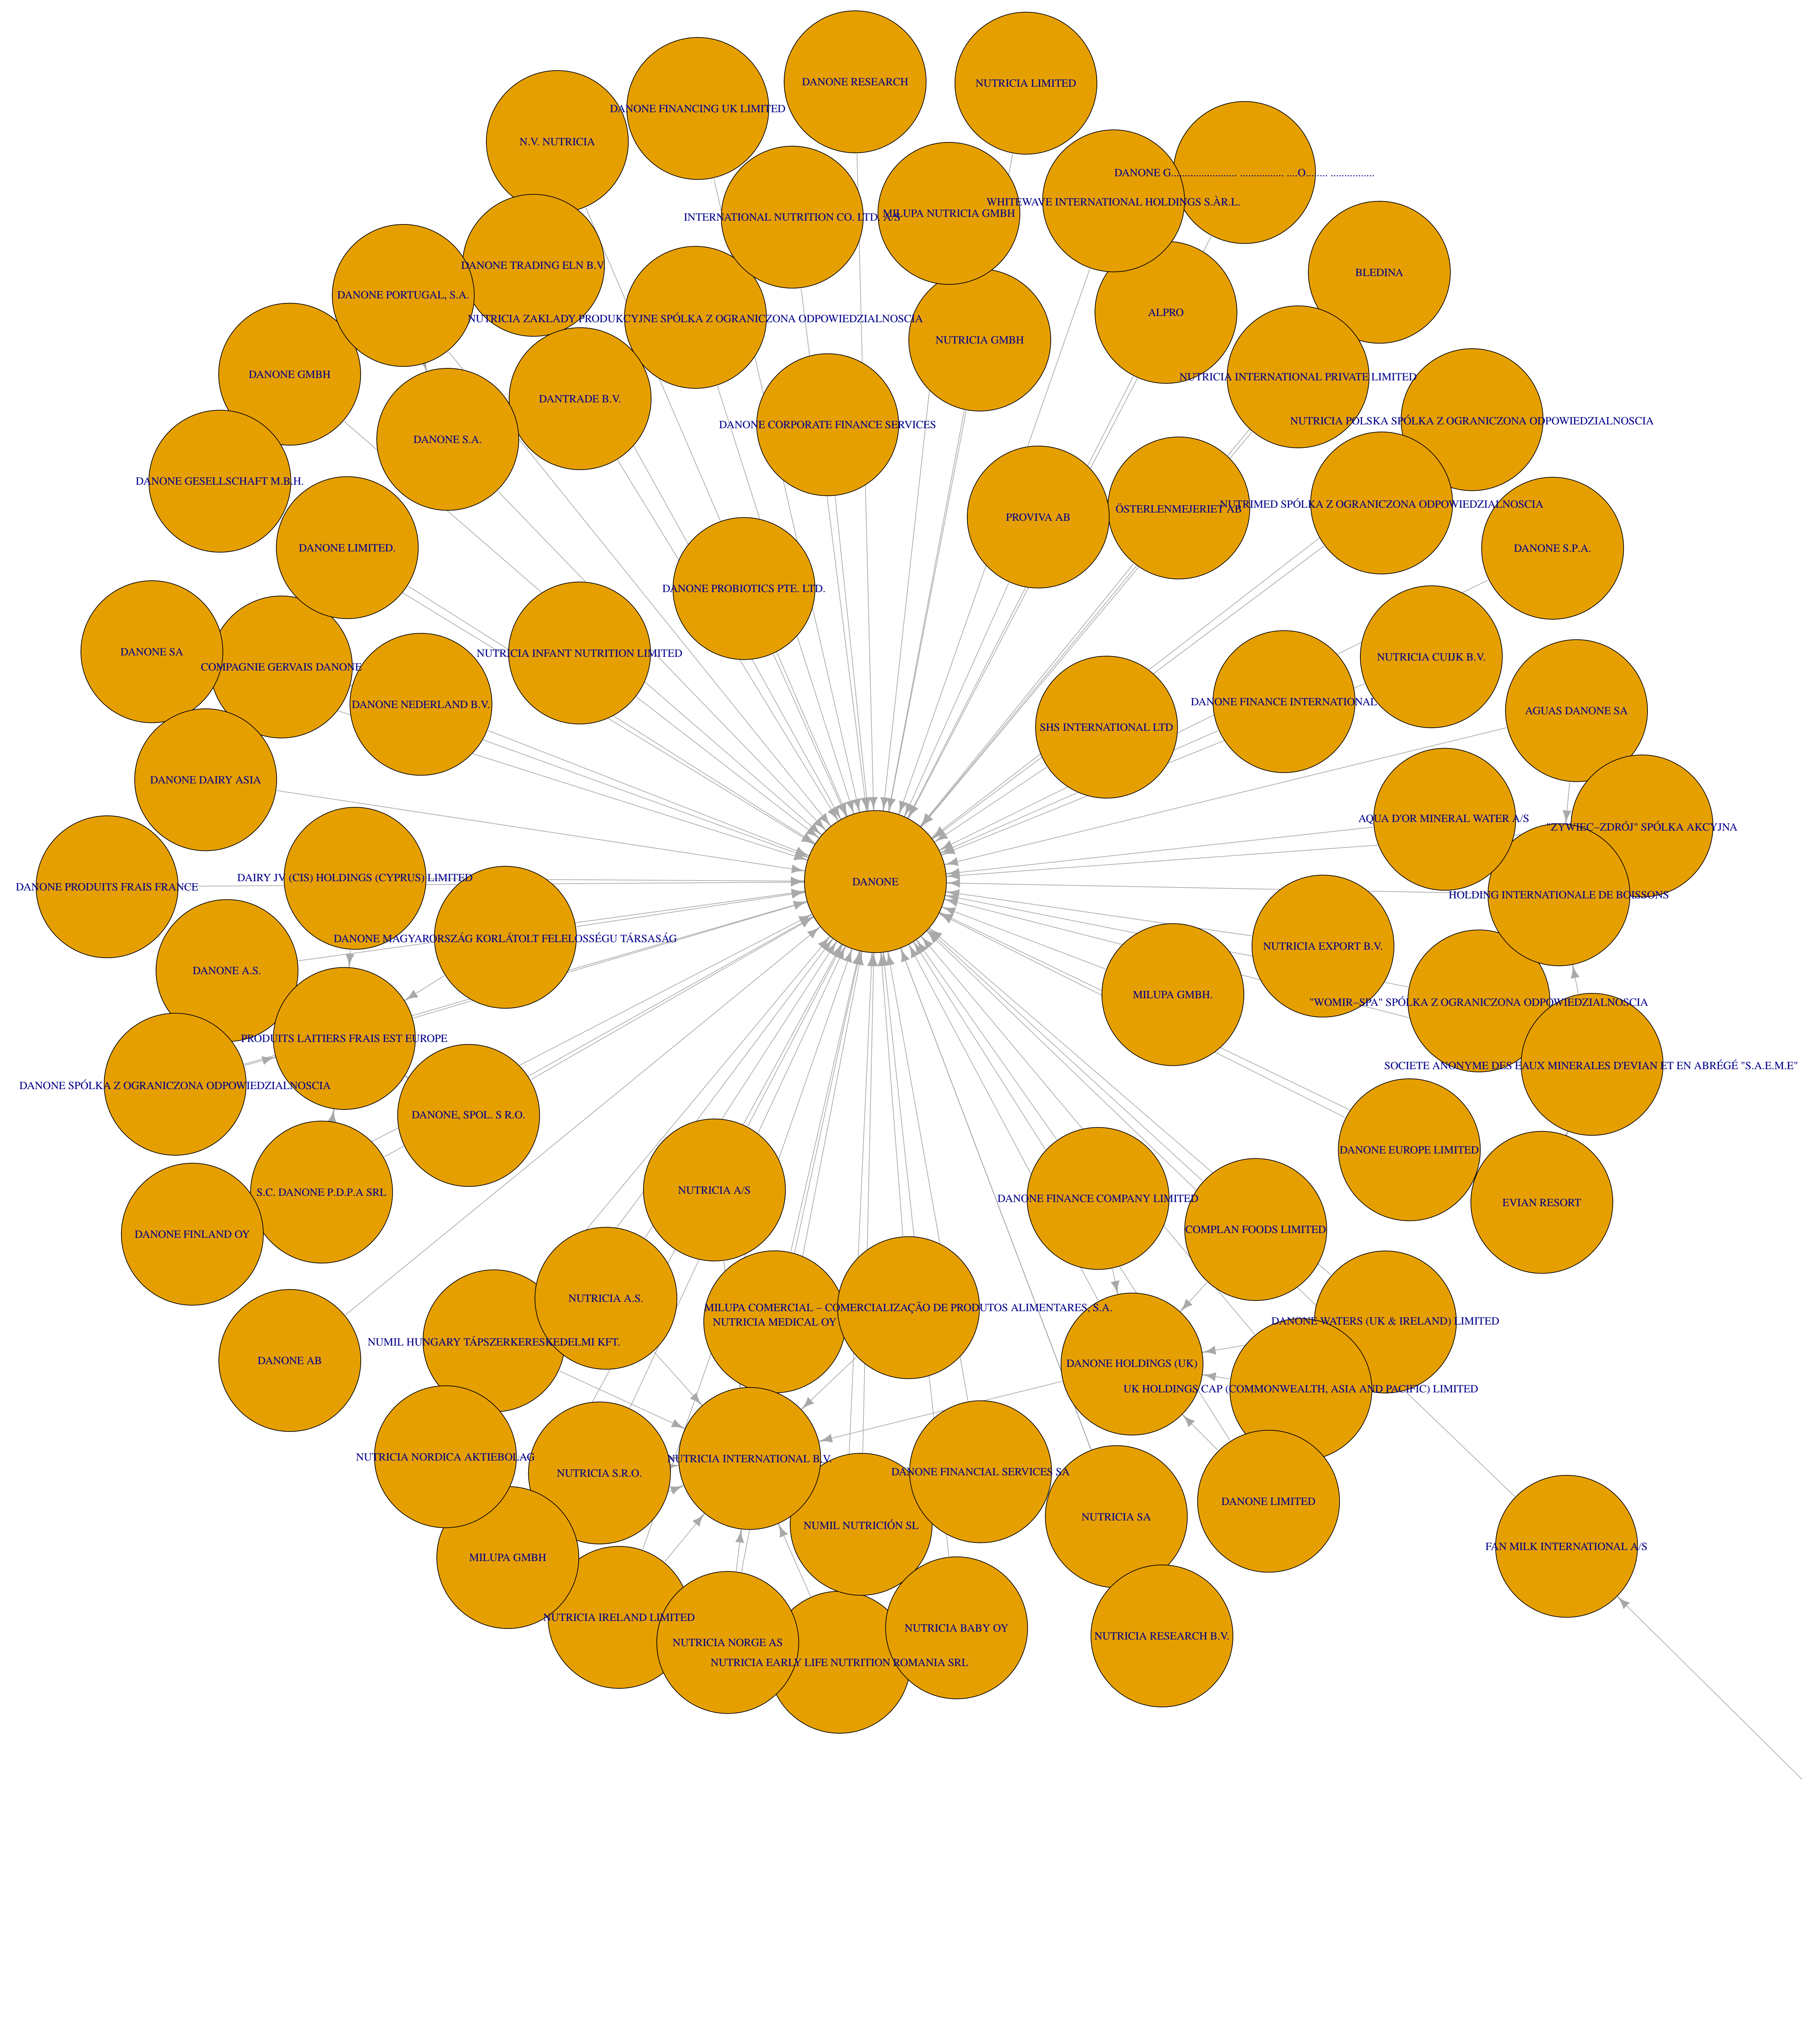 DANONE RESEARCH
NUTRICIA LIMITED
DANONE FINANCING UK LIMITED
N.V. NUTRICIA
DANONE G....................... ............... ....O....... ...............
WHITEWAVE INTERNATIONAL HOLDINGS S.ÀR.L.
INTERNATIONAL NUTRITION CO. LTD. A/S
MILUPA NUTRICIA GMBH
DANONE TRADING ELN B.V.
BLEDINA
DANONE PORTUGAL, S.A.
ALPRO
NUTRICIA ZAKLADY PRODUKCYJNE SPÓLKA Z OGRANICZONA ODPOWIEDZIALNOSCIA
NUTRICIA GMBH
DANONE GMBH
NUTRICIA INTERNATIONAL PRIVATE LIMITED
DANTRADE B.V.
NUTRICIA POLSKA SPÓLKA Z OGRANICZONA ODPOWIEDZIALNOSCIA
DANONE CORPORATE FINANCE SERVICES
DANONE S.A.
DANONE GESELLSCHAFT M.B.H.
NUTRIMED SPÓLKA Z OGRANICZONA ODPOWIEDZIALNOSCIA
ÖSTERLENMEJERIET AB
PROVIVA AB
DANONE LIMITED.
DANONE S.P.A.
DANONE PROBIOTICS PTE. LTD.
DANONE SA
NUTRICIA INFANT NUTRITION LIMITED
NUTRICIA CUIJK B.V.
COMPAGNIE GERVAIS DANONE
DANONE FINANCE INTERNATIONAL
DANONE NEDERLAND B.V.
AGUAS DANONE SA
SHS INTERNATIONAL LTD
DANONE DAIRY ASIA
AQUA D'OR MINERAL WATER A/S
"ZYWIEC−ZDRÓJ" SPÓLKA AKCYJNA
DAIRY JV (CIS) HOLDINGS (CYPRUS) LIMITED
DANONE
DANONE PRODUITS FRAIS FRANCE
HOLDING INTERNATIONALE DE BOISSONS
DANONE MAGYARORSZÁG KORLÁTOLT FELELOSSÉGU TÁRSASÁG
NUTRICIA EXPORT B.V.
DANONE A.S.
MILUPA GMBH.
"WOMIR−SPA" SPÓLKA Z OGRANICZONA ODPOWIEDZIALNOSCIA
PRODUITS LAITIERS FRAIS EST EUROPE
SOCIETE ANONYME DES EAUX MINERALES D'EVIAN ET EN ABRÉGÉ "S.A.E.M.E"
DANONE SPÓLKA Z OGRANICZONA ODPOWIEDZIALNOSCIA
DANONE, SPOL. S R.O.
DANONE EUROPE LIMITED
NUTRICIA A/S
S.C. DANONE P.D.P.A SRL
DANONE FINANCE COMPANY LIMITED
EVIAN RESORT
COMPLAN FOODS LIMITED
DANONE FINLAND OY
NUTRICIA A.S.
MILUPA COMERCIAL − COMERCIALIZAÇÃO DE PRODUTOS ALIMENTARES, S.A.
NUTRICIA MEDICAL OY
DANONE WATERS (UK & IRELAND) LIMITED
NUMIL HUNGARY TÁPSZERKERESKEDELMI KFT.
DANONE AB
DANONE HOLDINGS (UK)
UK HOLDINGS CAP (COMMONWEALTH, ASIA AND PACIFIC) LIMITED
NUTRICIA NORDICA AKTIEBOLAG
NUTRICIA INTERNATIONAL B.V.
NUTRICIA S.R.O.
DANONE FINANCIAL SERVICES SA
DANONE LIMITED
NUTRICIA SA
NUMIL NUTRICIÓN SL
FAN MILK INTERNATIONAL A/S
MILUPA GMBH
NUTRICIA IRELAND LIMITED
NUTRICIA BABY OY
NUTRICIA RESEARCH B.V.
NUTRICIA NORGE AS
NUTRICIA EARLY LIFE NUTRITION ROMANIA SRL